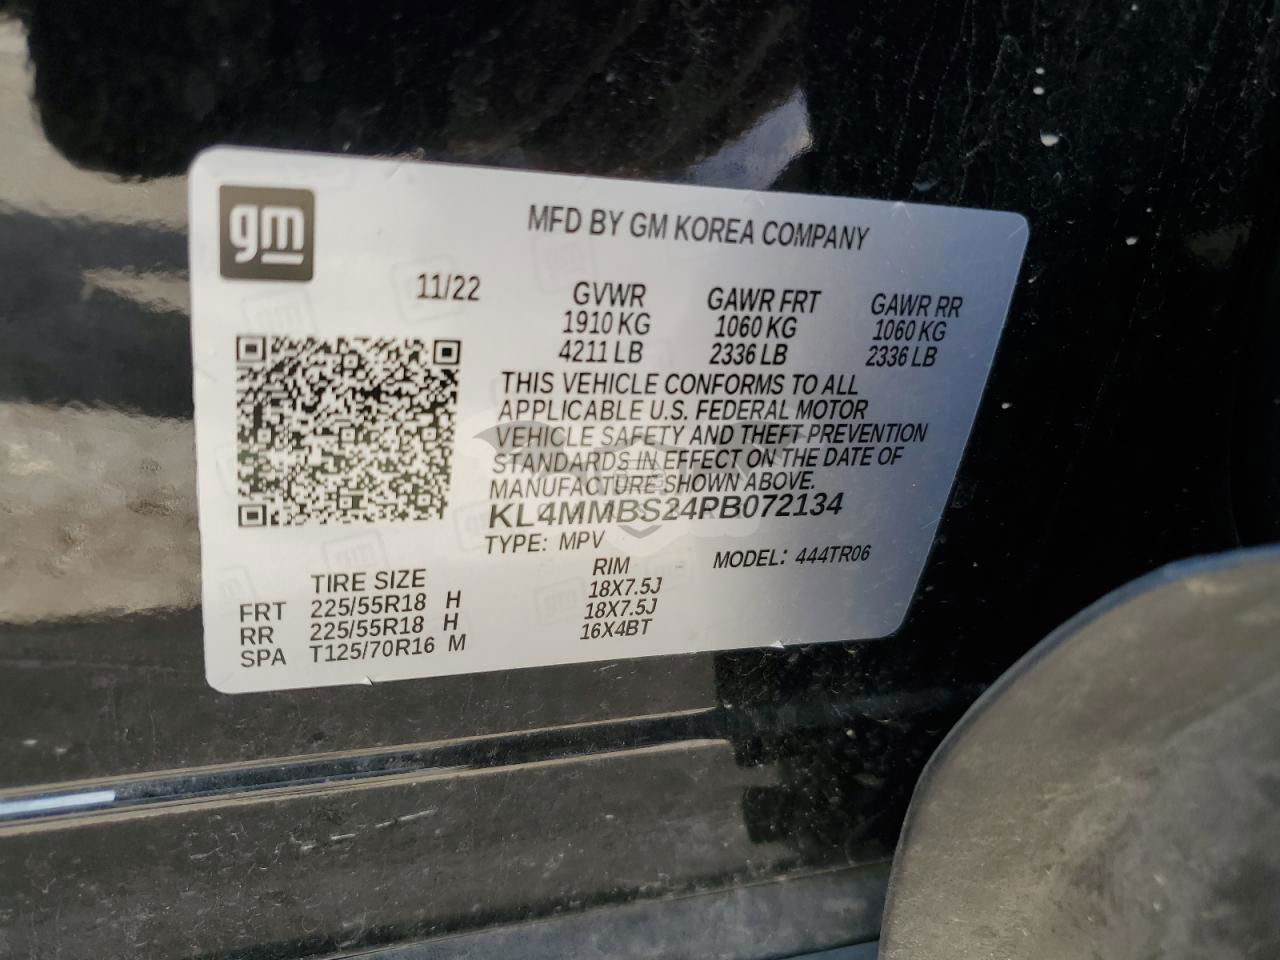 gm
MFD BY GM KOREA COMPANY
11/22
GVWR GAWR FRT GAWR RR
1910 KG 1060 KG 1060 KG
4211 LB 2336 LB 2336 LB
THIS VEHICLE CONFORMS TO ALL
APPLICABLE U.S. FEDERAL MOTOR
VEHICLE SAFETY AND THEFT PREVENTION
STANDARDS IN EFFECT ON THE DATE OF
MANUFACTURE SHOWN ABOVE.
KL4MMBS24PB072134
TYPE: MPV MODEL: 444TR06
TIRE SIZE RIM
FRT 225/55R18 H 18X7.5J
RR 225/55R18 H 18X7.5J
SPA T125/70R16 M 16X4BT